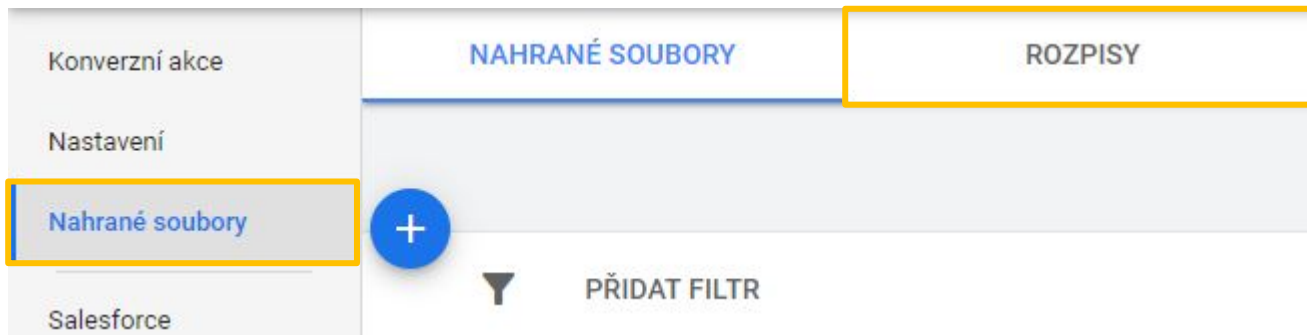 Konverzní akce
Nastavení
Nahrané soubory
Salesforce
NAHRANÉ SOUBORY
ROZPISY
PŘIDAT FILTR